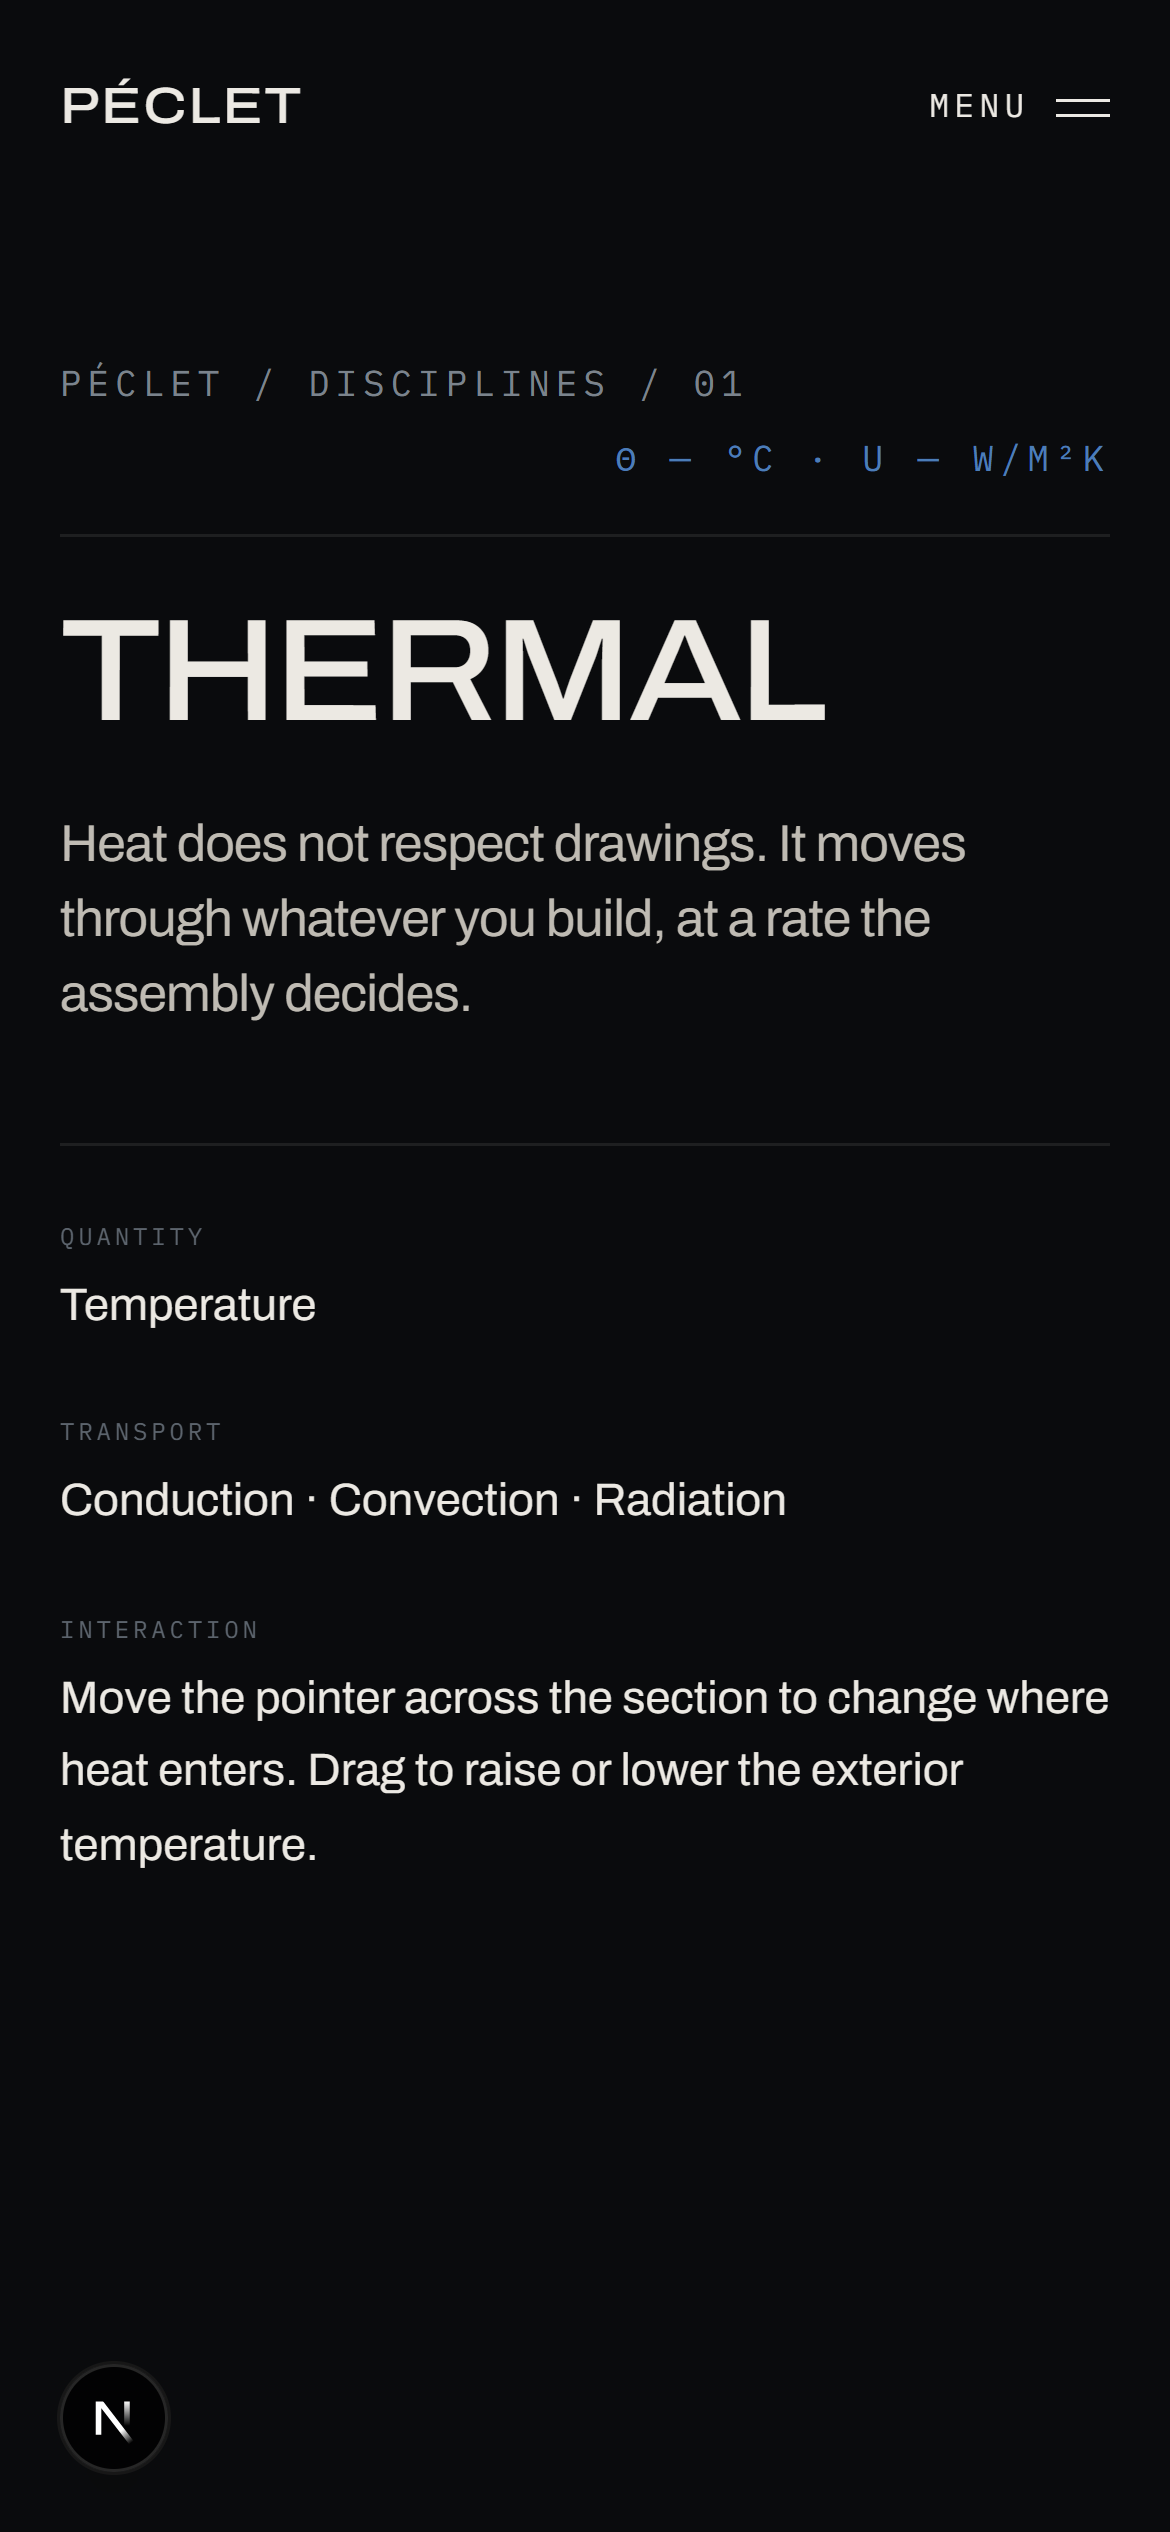 PÉCLET
MENU
PÉCLET / DISCIPLINES / 01
θ — °C · U — W/M²K
THERMAL
Heat does not respect drawings. It moves
through whatever you build, at a rate the
assembly decides.
QUANTITY
Temperature
TRANSPORT
Conduction · Convection · Radiation
INTERACTION
Move the pointer across the section to change where
heat enters. Drag to raise or lower the exterior
temperature.
N